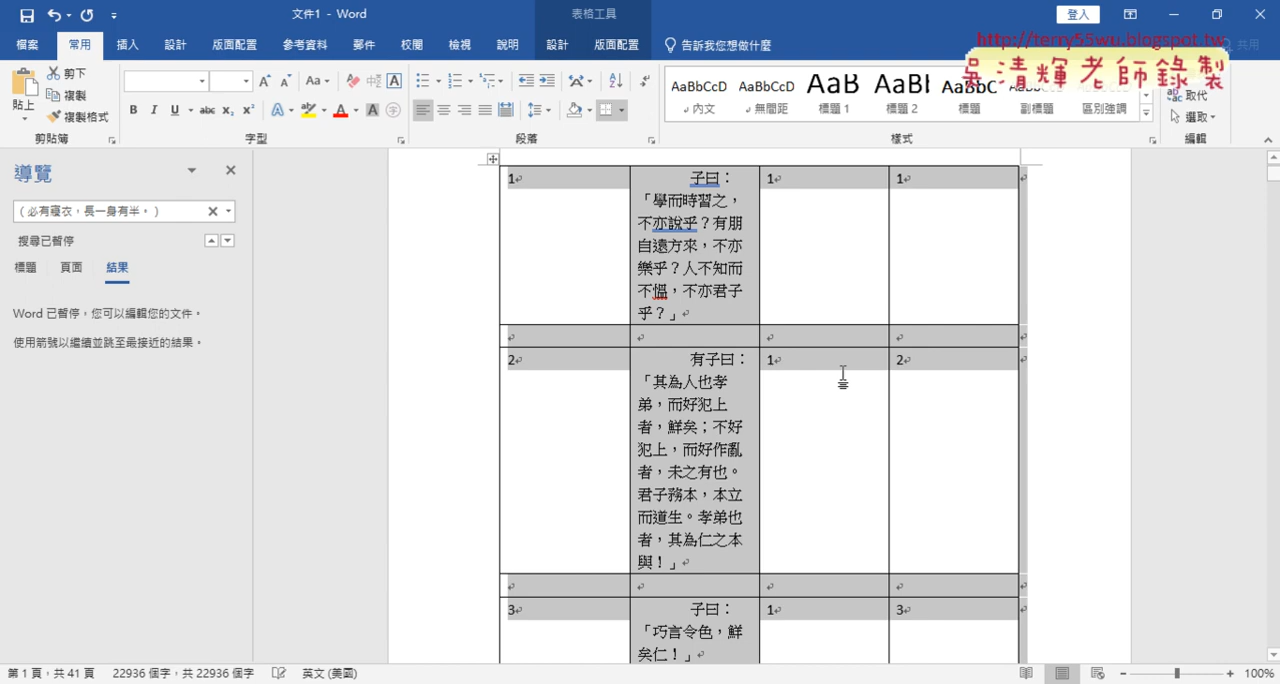 文件1 - Word
表格工具
登入
檔案
常用
插入
設計
版面配置
參考資料
郵件
校閱
檢視
說明
設計
版面配置
告訴我您想做什麼
共用
http://terry55wu.blogspot.tw
吳清輝老師錄製
貼上
剪下
複製
複製格式
剪貼簿
字型
段落
AaBbCcD
內文
AaBbCcD
無間距
AaB
標題 1
AaBl
標題 2
AaBbC
標題
副標題
區別強調
樣式
取代
選取
編輯
導覽
(必有寢衣，長一身有半。)
搜尋已暫停
標題
頁面
結果
Word 已暫停，您可以編輯您的文件。
使用箭號以繼續並跳至最接近的結果。
1
子曰：
「學而時習之，
不亦說乎？有朋
自遠方來，不亦
樂乎？人不知而
不慍，不亦君子
乎？」
1
1
2
有子曰：
「其為人也孝
弟，而好犯上
者，鮮矣；不好
犯上，而好作亂
者，未之有也。
君子務本，本立
而道生。孝弟也
者，其為仁之本
與！」
1
2
3
子曰：
「巧言令色，鮮
矣仁！」
1
3
第 1 頁，共 41 頁
22936 個字，共 22936 個字
英文 (美國)
100%